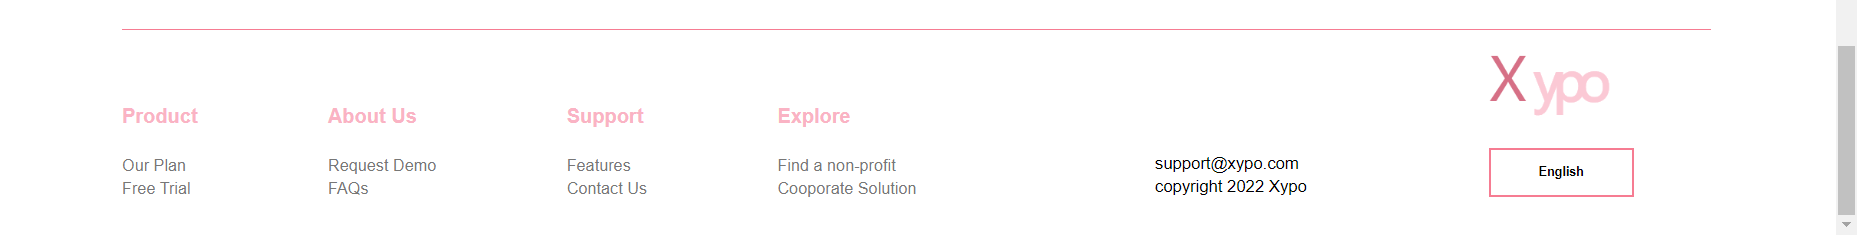 Xypo
Product
Our Plan
Free Trial
About Us
Request Demo
FAQs
Support
Features
Contact Us
Explore
Find a non-profit
Cooporate Solution
support@xypo.com
copyright 2022 Xypo
English